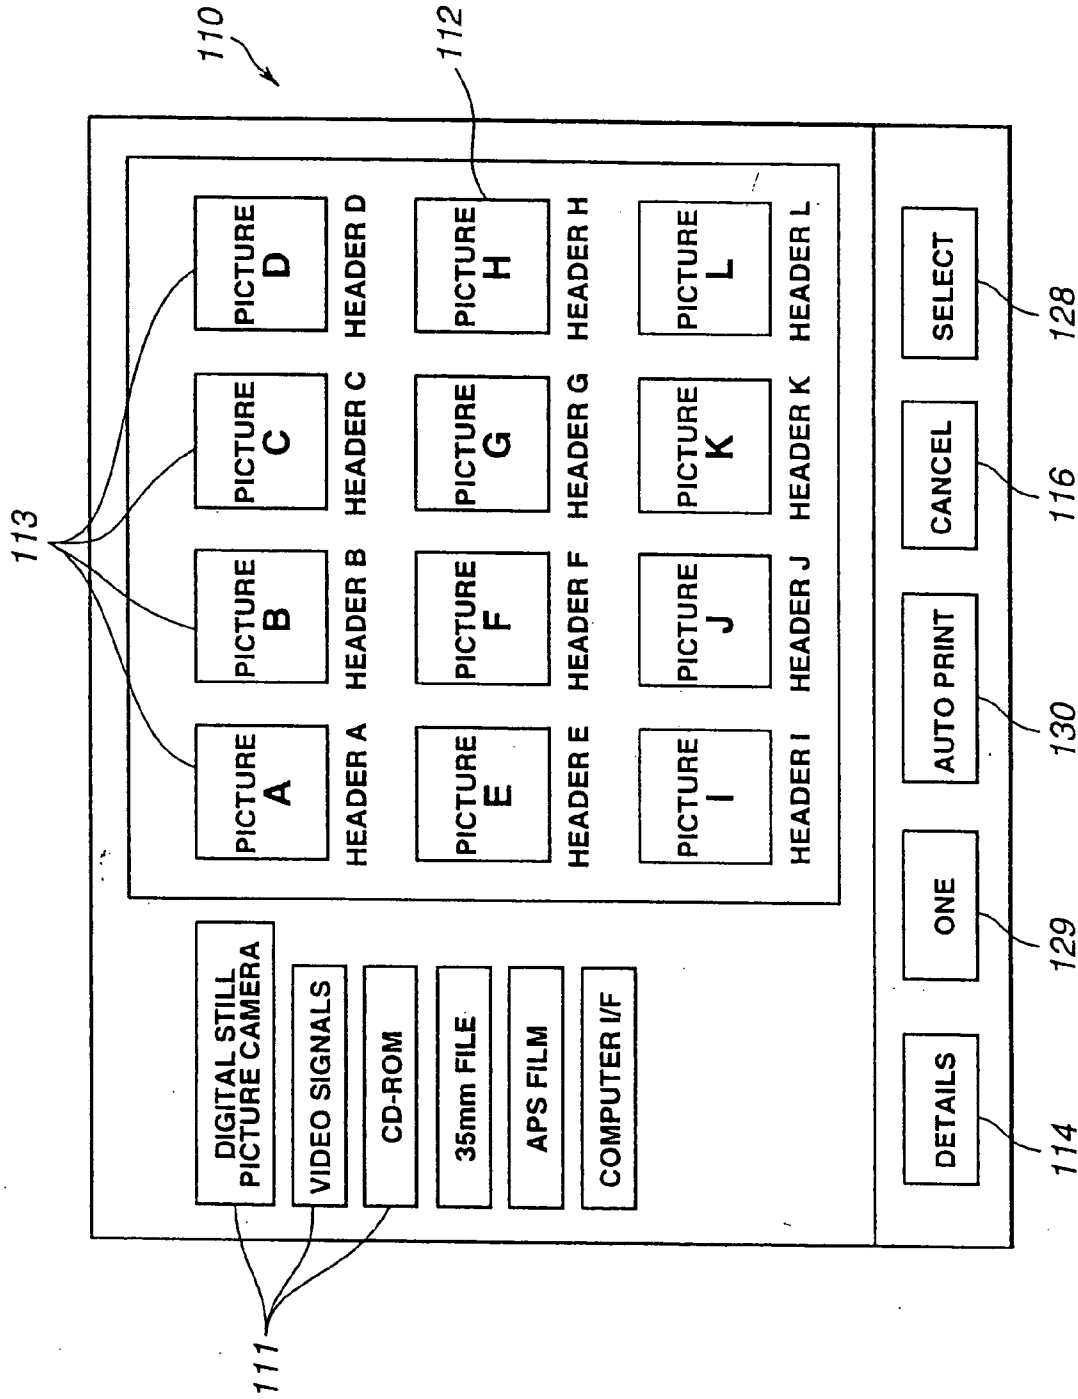 110
113
112
111
DIGITAL STILL
PICTURE CAMERA
VIDEO SIGNALS
CD-ROM
35mm FILE
APS FILM
COMPUTER I/F
PICTURE
A
HEADER A
PICTURE
B
HEADER B
PICTURE
C
HEADER C
PICTURE
D
HEADER D
PICTURE
E
HEADER E
PICTURE
F
HEADER F
PICTURE
G
HEADER G
PICTURE
H
HEADER H
PICTURE
I
HEADER I
PICTURE
J
HEADER J
PICTURE
K
HEADER K
PICTURE
L
HEADER L
DETAILS
ONE
AUTO PRINT
CANCEL
SELECT
114
129
130
116
128